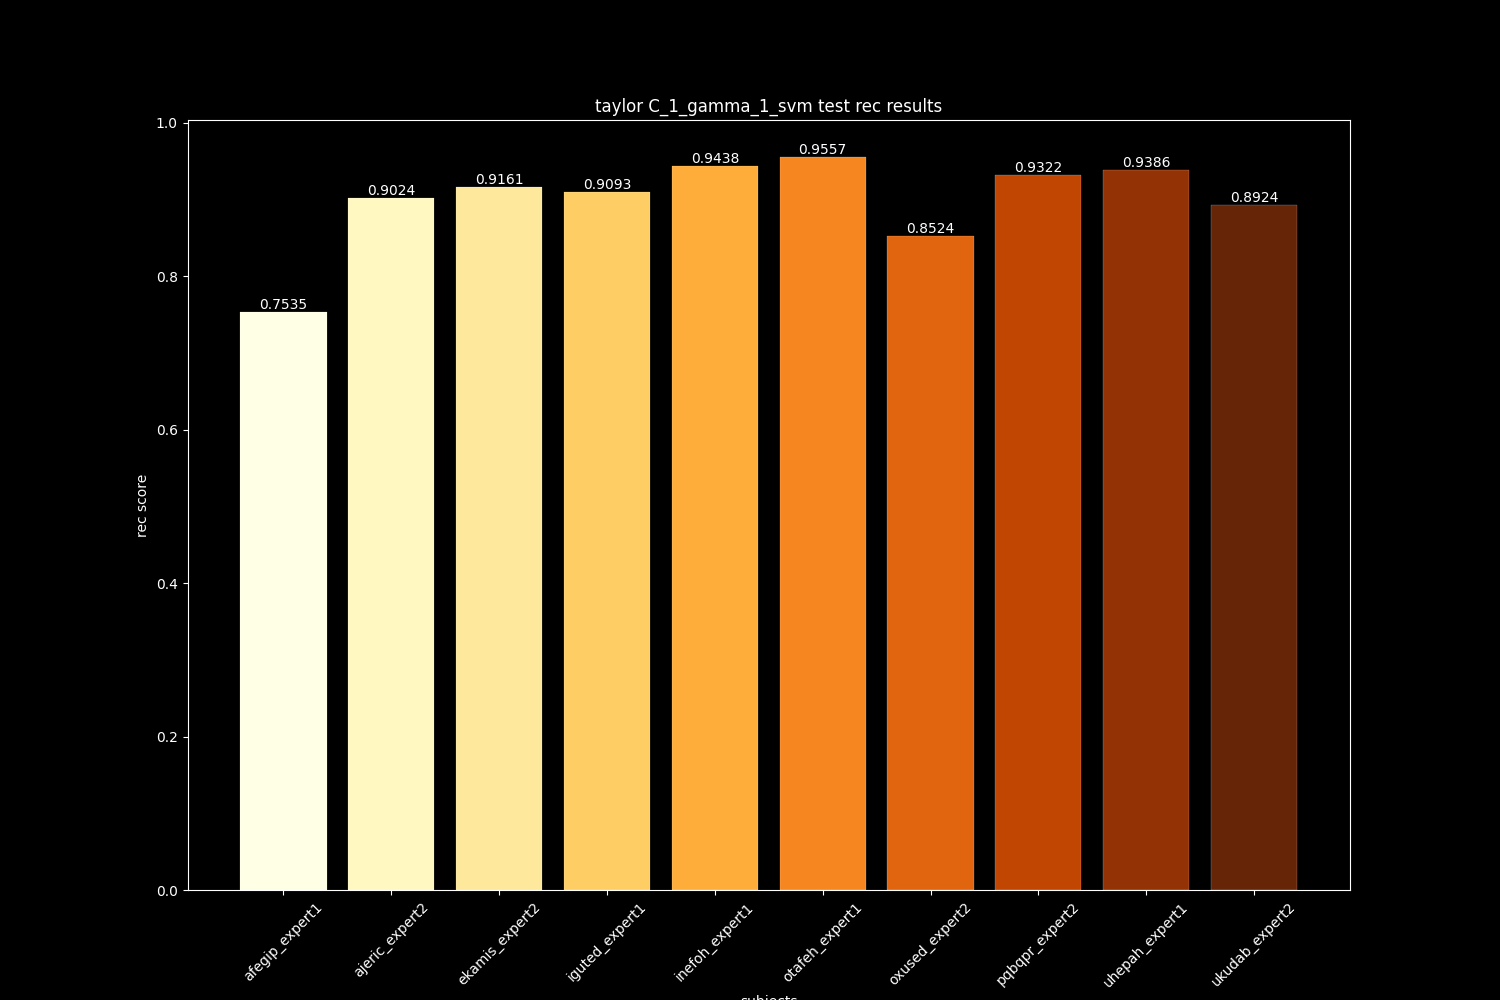 taylor C_1_gamma_1_svm test rec results
1.0
0.8
0.6
0.4
0.2
0.0
rec score
0.7535
0.9024
0.9161
0.9093
0.9438
0.9557
0.8524
0.9322
0.9386
0.8924
afegip_expert1
ajeric_expert2
ekamis_expert2
iguted_expert1
inefoh_expert1
otafeh_expert1
oxused_expert2
pqbqpr_expert2
uhepah_expert1
ukudab_expert2
subjects